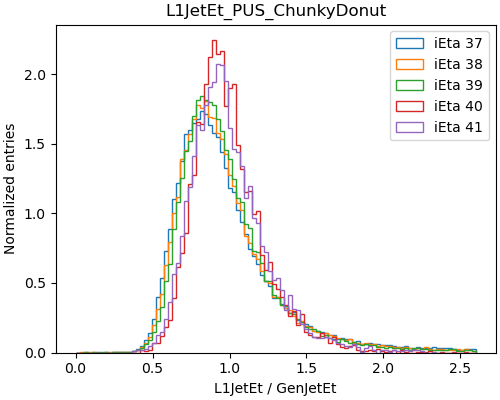 L1JetEt_PUS_ChunkyDonut
iEta 37
iEta 38
iEta 39
iEta 40
iEta 41
Normalized entries
2.0
1.5
1.0
0.5
0.0
0.0 0.5 1.0 1.5 2.0 2.5
L1JetEt / GenJetEt